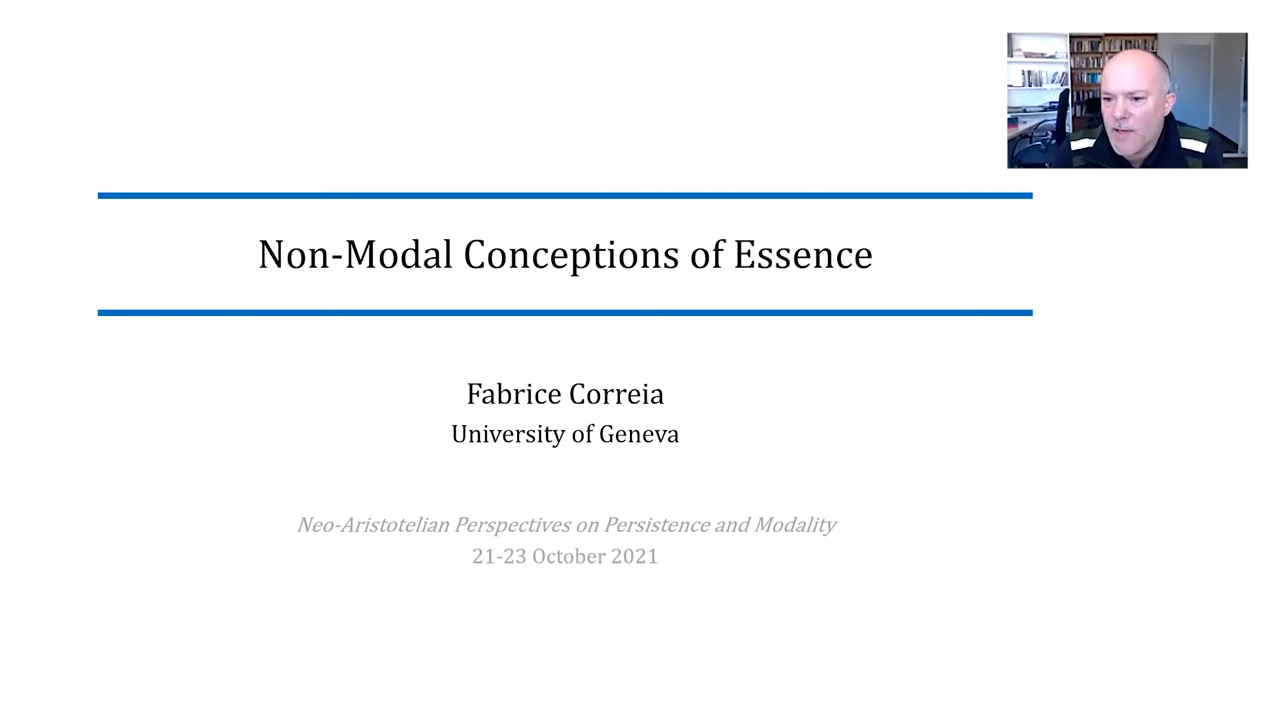 Non-Modal Conceptions of Essence
Fabrice Correia
University of Geneva
Neo-Aristotelian Perspectives on Persistence and Modality
21-23 October 2021